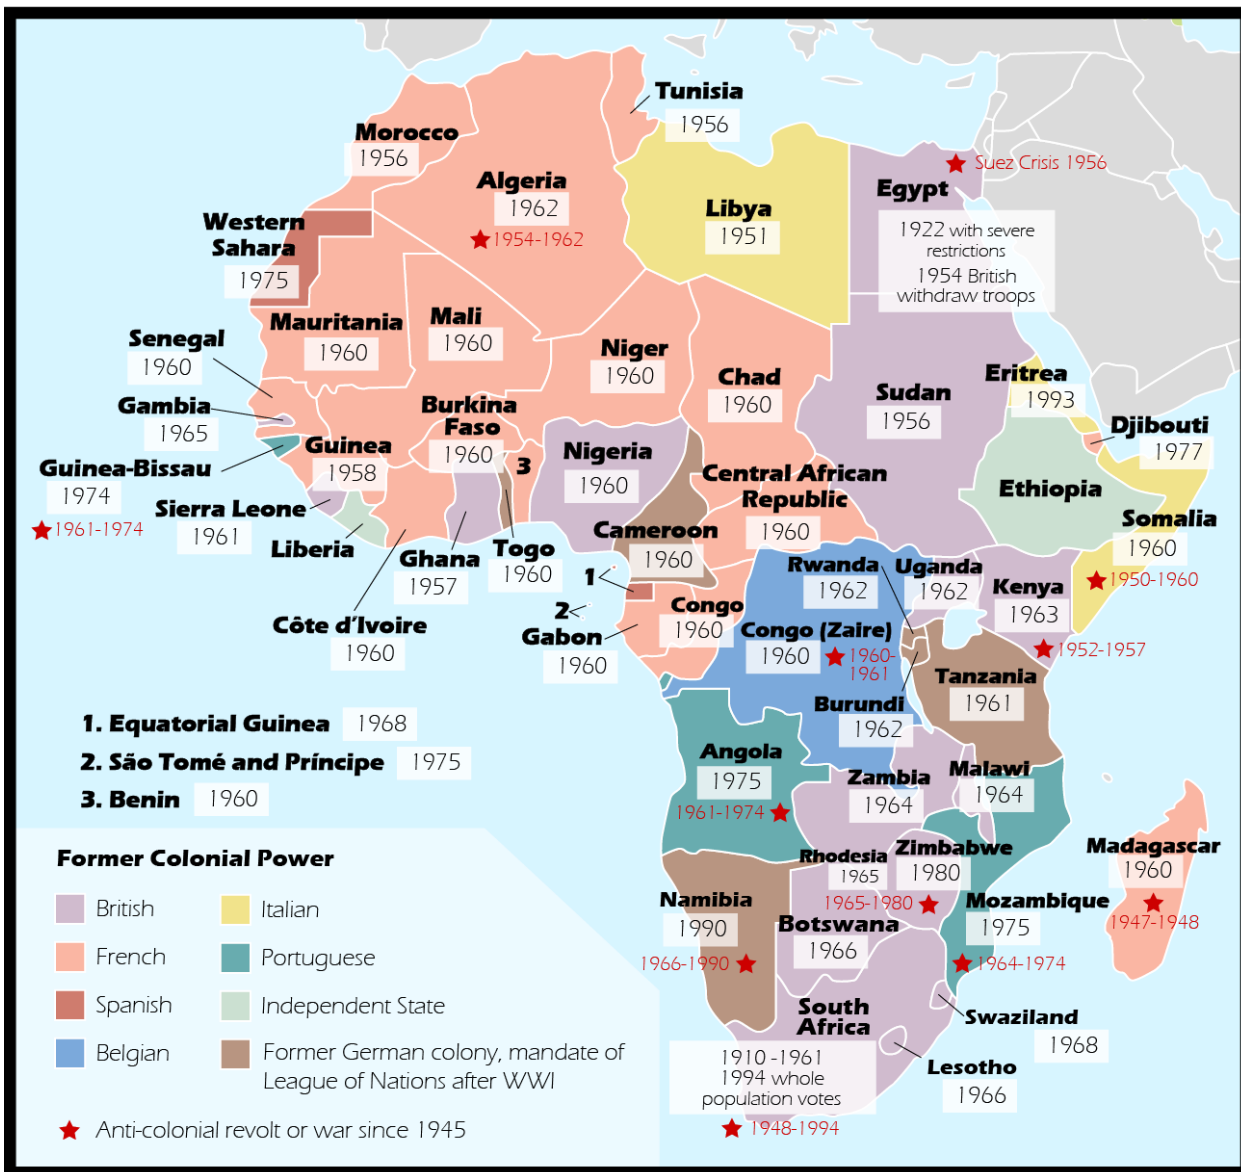 Tunisia
1956
Morocco
1956
Algeria
1962
1954-1962
Libya
1951
Suez Crisis 1956
Egypt
1922 with severe
restrictions
1954 British
withdraw troops
Western
Sahara
1975
Mauritania
1960
Mali
1960
Niger
1960
Chad
1960
Sudan
1956
Eritrea
1993
Djibouti
1977
Senegal
1960
Gambia
1965
Guinea-Bissau
1974
1961-1974
Guinea
1958
Sierra Leone
1961
Liberia
Burkina
Faso
1960
3
Nigeria
1960
Central African
Republic
1960
Ethiopia
Somalia
1960
1950-1960
Côte d'Ivoire
1960
Ghana
1957
Togo
1960
Cameroon
1960
1
2
Gabon
1960
Congo
1960
Congo (Zaire)
1960
1960-
1961
Rwanda
1962
Uganda
1962
Kenya
1963
1952-1957
Burundi
1962
Tanzania
1961
1. Equatorial Guinea 1968
2. São Tomé and Príncipe 1975
3. Benin 1960
Angola
1975
1961-1974
Zambia
1964
Malawi
1964
Rhodesia
1965
1965-1980
Zimbabwe
1980
Mozambique
1975
1964-1974
Madagascar
1960
1947-1948
Namibia
1990
1966-1990
Botswana
1966
South
Africa
1910 -1961
1994 whole
population votes
1948-1994
Swaziland
1968
Lesotho
1966
Former Colonial Power
British
Italian
French
Portuguese
Spanish
Independent State
Belgian
Former German colony, mandate of
League of Nations after WWI
Anti-colonial revolt or war since 1945